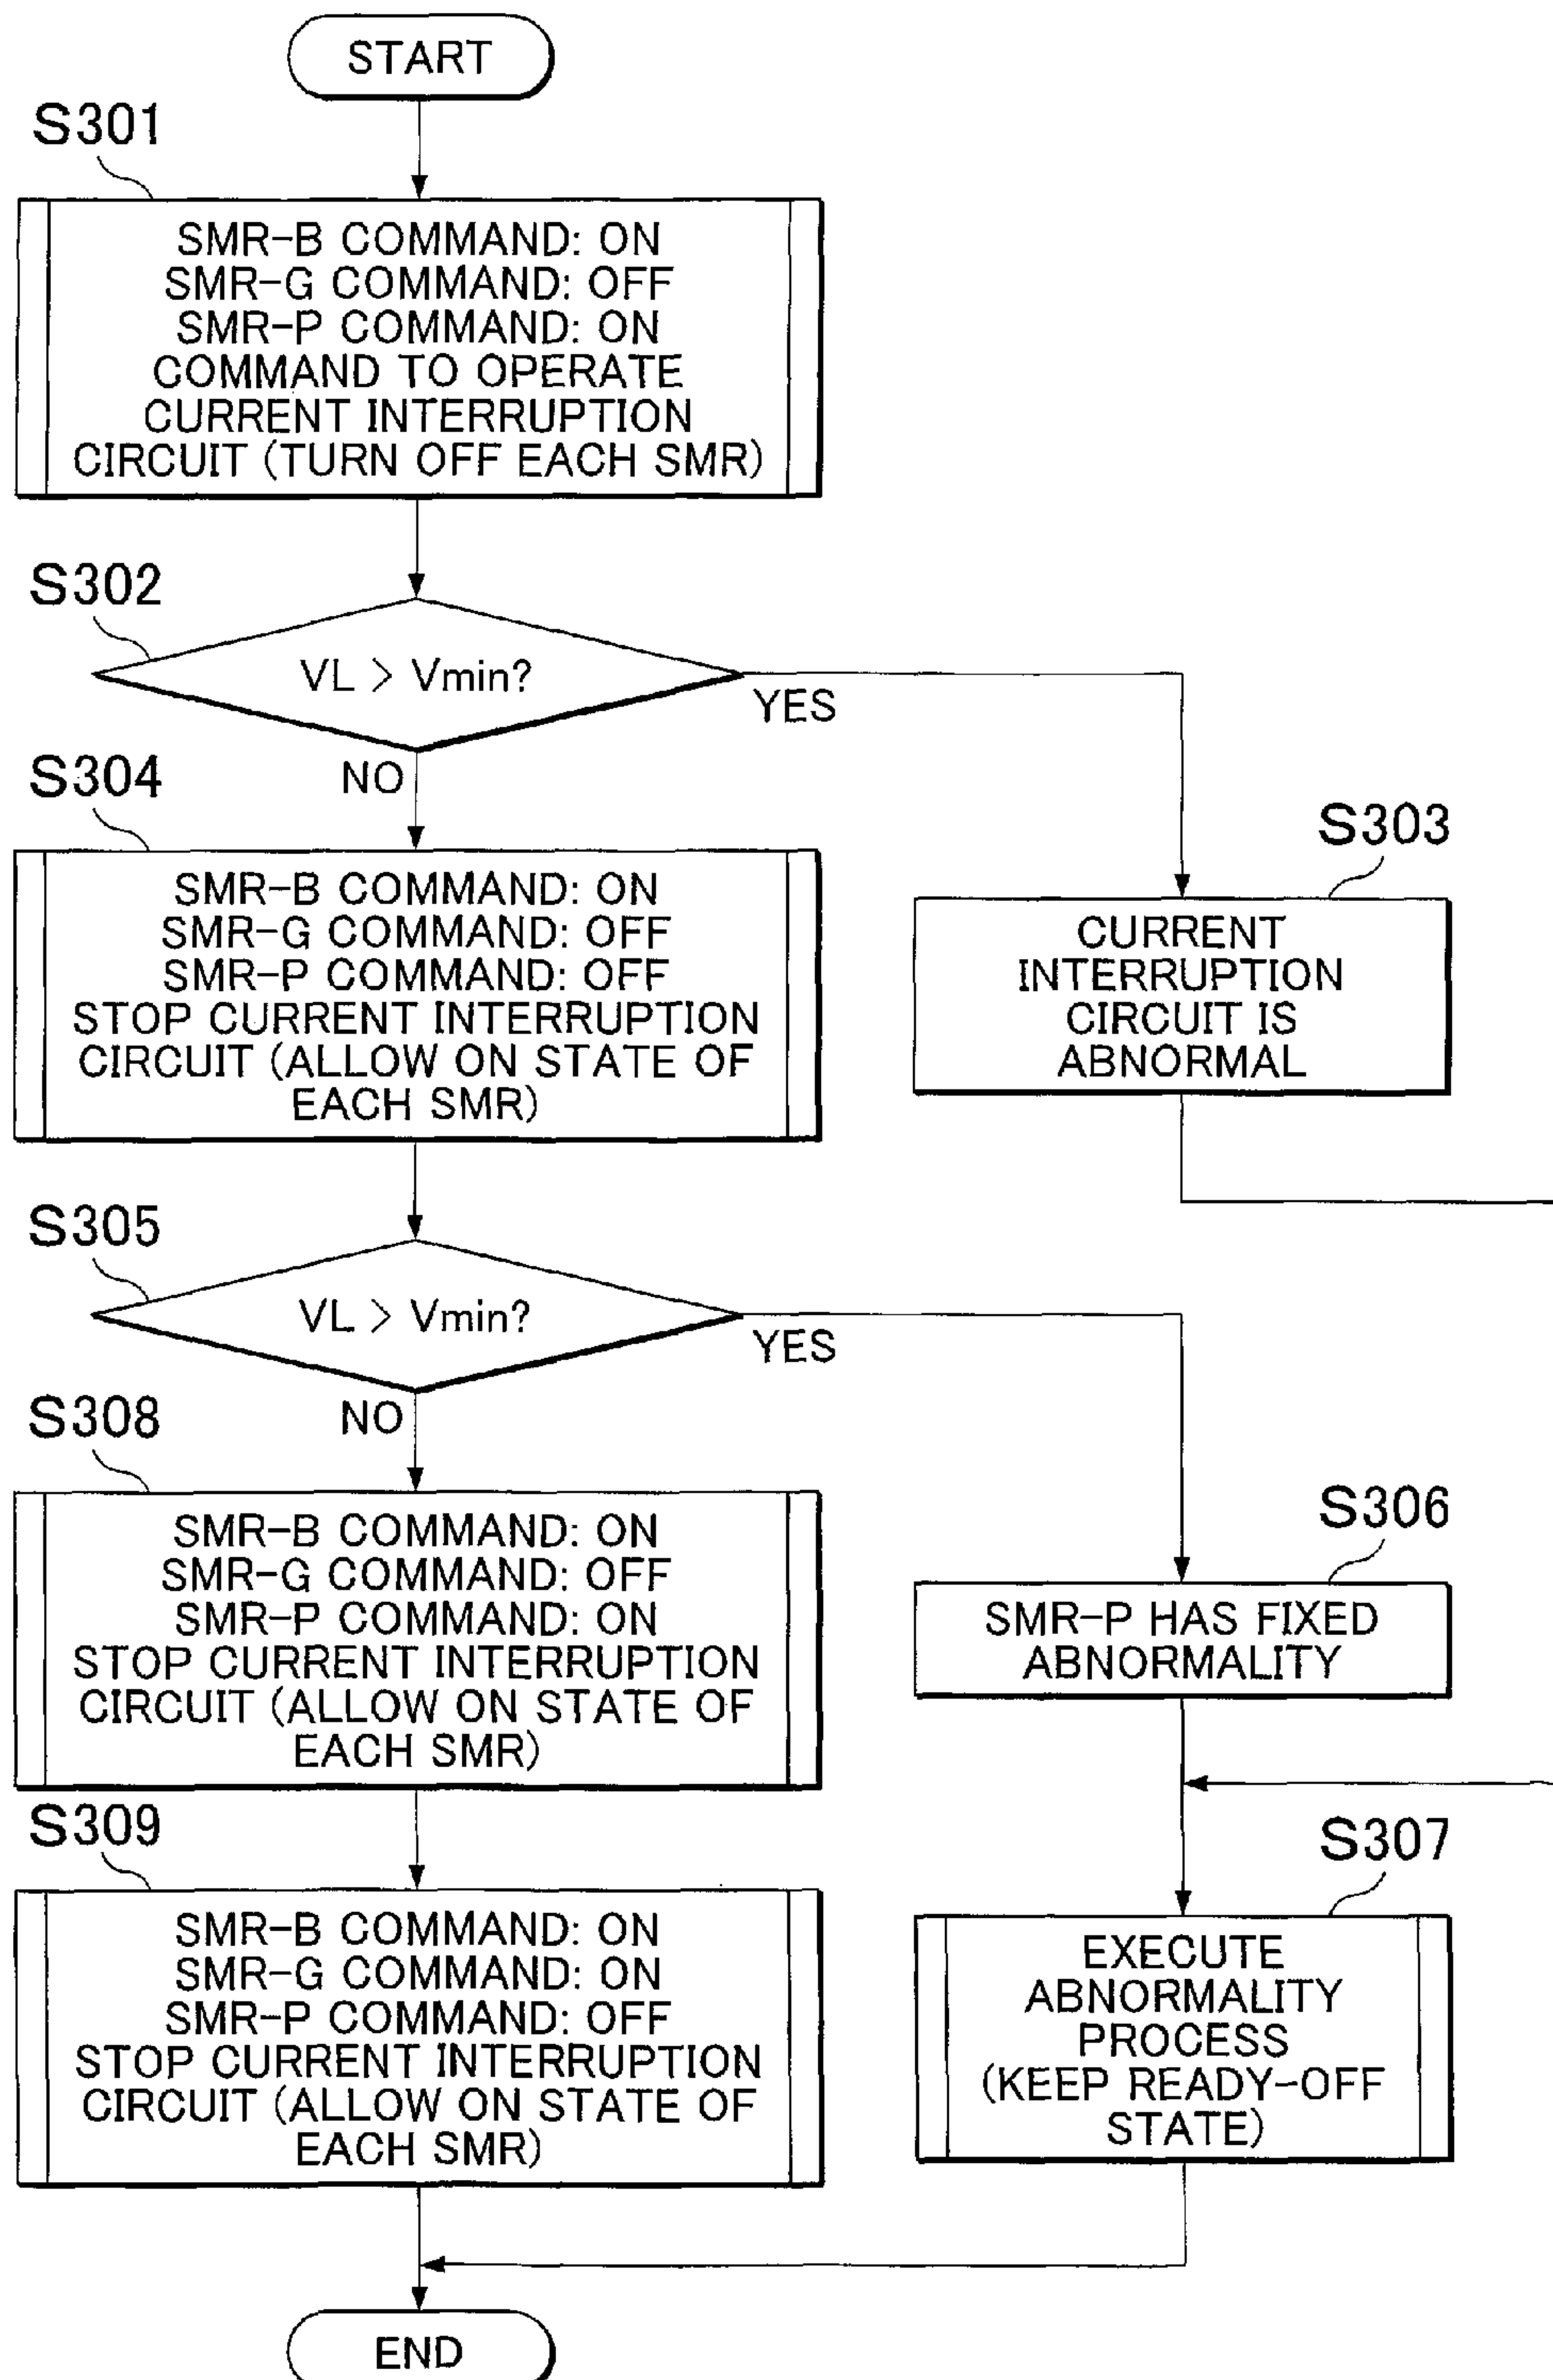 START
S301
SMR-B COMMAND: ON
SMR-G COMMAND: OFF
SMR-P COMMAND: ON
COMMAND TO OPERATE
CURRENT INTERRUPTION
CIRCUIT (TURN OFF EACH SMR)
S302
VL > Vmin?
YES
NO
S304
SMR-B COMMAND: ON
SMR-G COMMAND: OFF
SMR-P COMMAND: OFF
STOP CURRENT INTERRUPTION
CIRCUIT (ALLOW ON STATE OF
EACH SMR)
S303
CURRENT
INTERRUPTION
CIRCUIT IS
ABNORMAL
S305
VL > Vmin?
YES
NO
S308
SMR-B COMMAND: ON
SMR-G COMMAND: OFF
SMR-P COMMAND: ON
STOP CURRENT INTERRUPTION
CIRCUIT (ALLOW ON STATE OF
EACH SMR)
S306
SMR-P HAS FIXED
ABNORMALITY
S309
SMR-B COMMAND: ON
SMR-G COMMAND: ON
SMR-P COMMAND: OFF
STOP CURRENT INTERRUPTION
CIRCUIT (ALLOW ON STATE OF
EACH SMR)
S307
EXECUTE
ABNORMALITY
PROCESS
(KEEP READY-OFF
STATE)
END